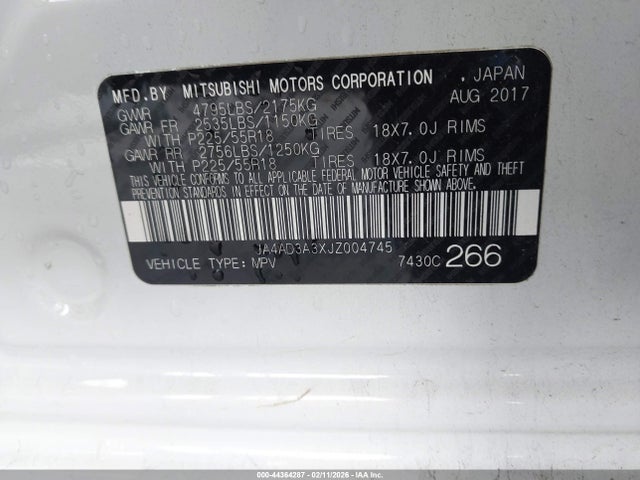 MFD.BY MITSUBISHI MOTORS CORPORATION , JAPAN
GVWR 4795LBS/2175KG AUG 2017
GAWR FR 2535LBS/1150KG
WITH P225/55R18 TIRES 18X7.0J RIMS
GAWR RR 2756LBS/1250KG
WITH P225/55R18 TIRES 18X7.0J RIMS
THIS VEHICLE CONFORMS TO ALL APPLICABLE FEDERAL MOTOR VEHICLE SAFETY AND THEFT
PREVENTION STANDARDS IN EFFECT ON THE DATE OF MANUFACTURE SHOWN ABOVE.
JA4AD3A3XJZ004745
VEHICLE TYPE: MPV 7430C 266
IAA-44364287 - 02/11/2026 - IAA Inc.